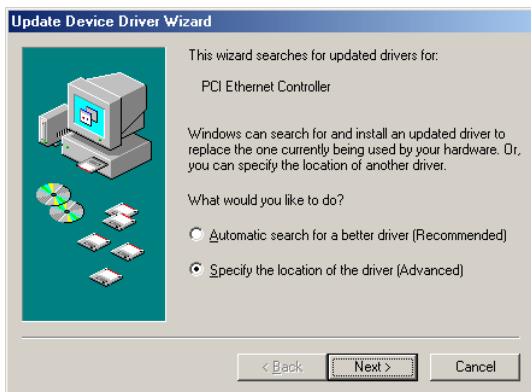 Update Device Driver Wizard
This wizard searches for updated drivers for:
PCI Ethernet Controller
Windows can search for and install an updated driver to
replace the one currently being used by your hardware. Or,
you can specify the location of another driver.
What would you like to do?
Automatic search for a better driver (Recommended)
Specify the location of the driver (Advanced)
< Back
Next >
Cancel